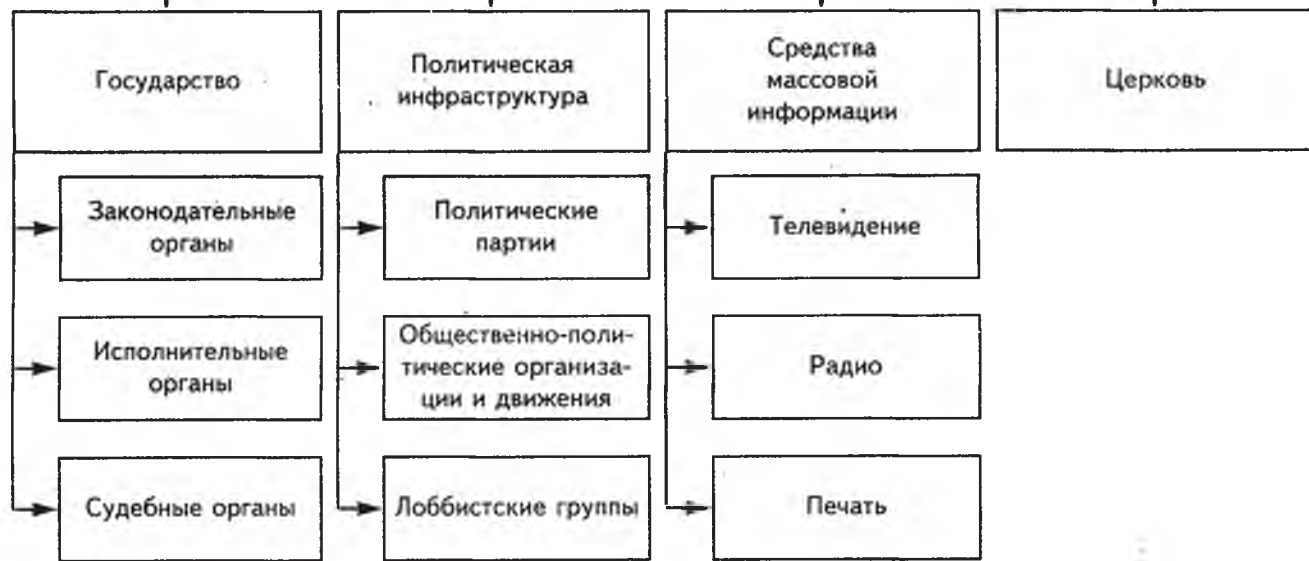 Государство
Политическая
инфраструктура
Средства
массовой
информации
Церковь
Законодательные
органы
Политические
партии
Телевидение
Исполнительные
органы
Общественно-поли-
тические организа-
ции и движения
Радио
Судебные органы
Лоббистские группы
Печать